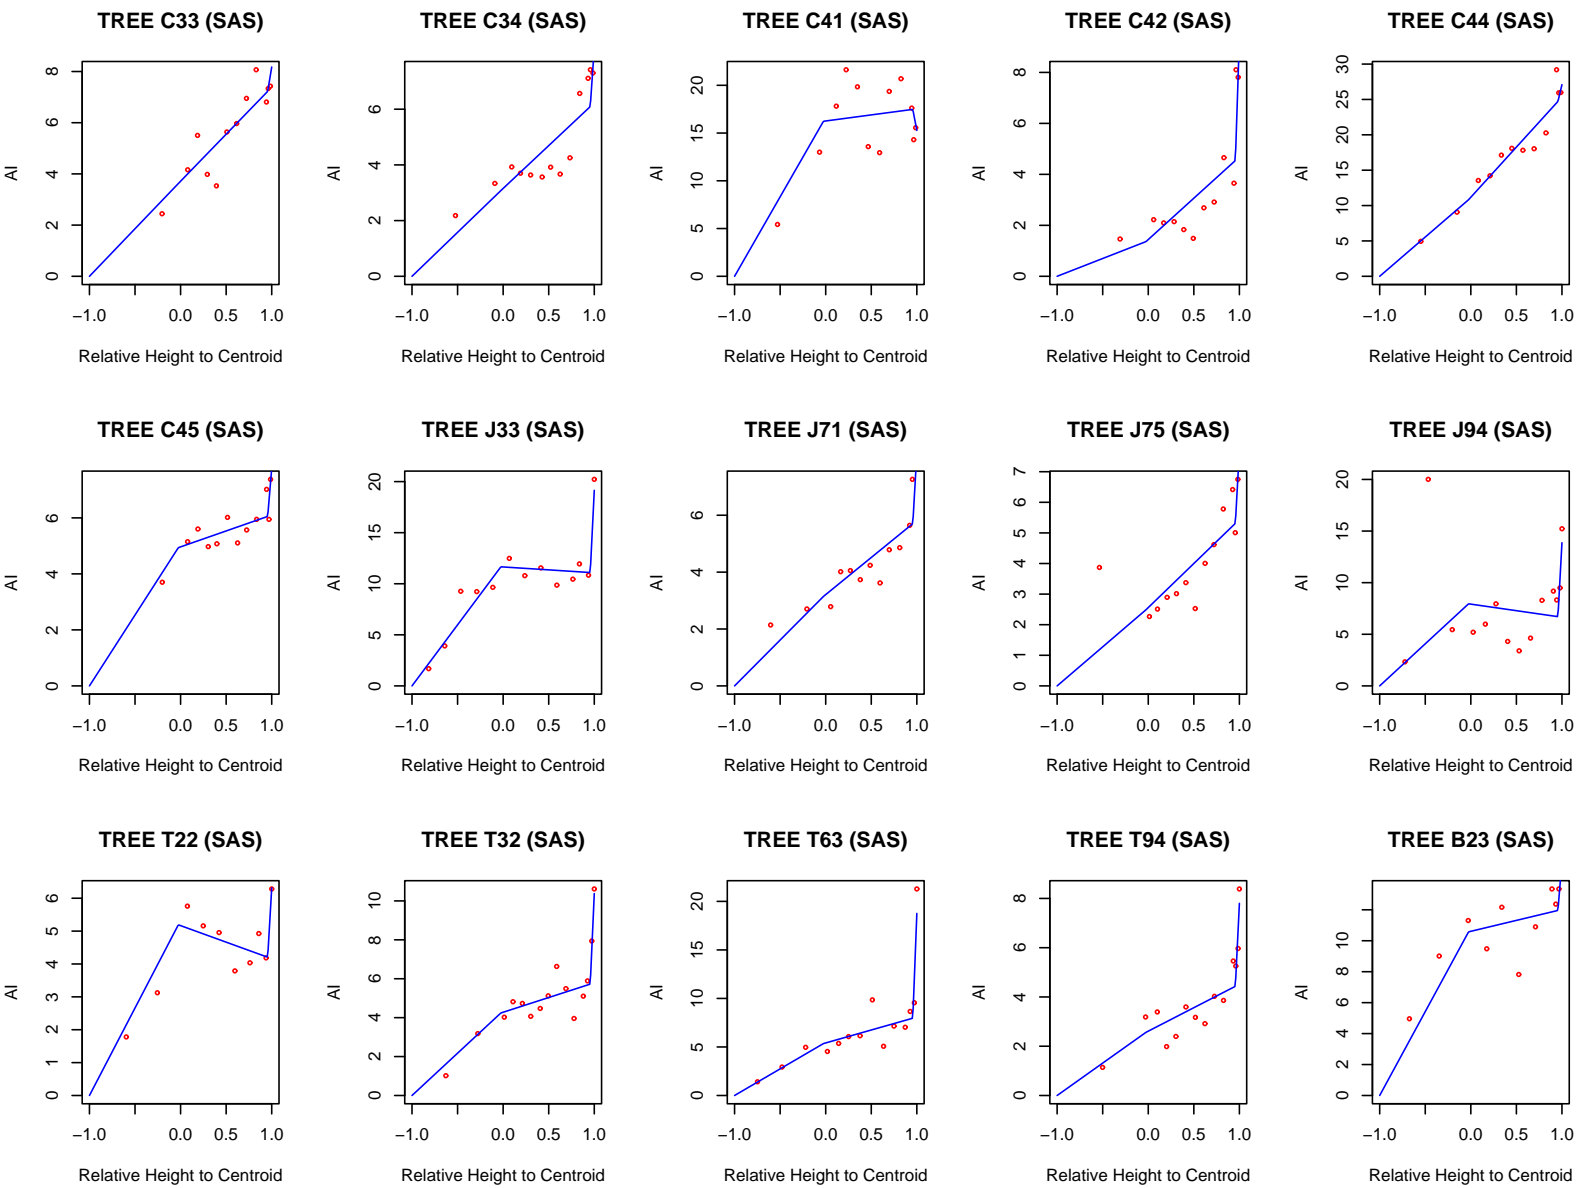 TREE C33 (SAS)
AI
0 2 4 6 8
−1.0 0.0 0.5 1.0
Relative Height to Centroid
TREE C34 (SAS)
AI
0 2 4 6
−1.0 0.0 0.5 1.0
Relative Height to Centroid
TREE C41 (SAS)
AI
0 5 10 15 20
−1.0 0.0 0.5 1.0
Relative Height to Centroid
TREE C42 (SAS)
AI
0 2 4 6 8
−1.0 0.0 0.5 1.0
Relative Height to Centroid
TREE C44 (SAS)
AI
0 5 10 15 20 25 30
−1.0 0.0 0.5 1.0
Relative Height to Centroid
TREE C45 (SAS)
AI
0 2 4 6
−1.0 0.0 0.5 1.0
Relative Height to Centroid
TREE J33 (SAS)
AI
0 5 10 15 20
−1.0 0.0 0.5 1.0
Relative Height to Centroid
TREE J71 (SAS)
AI
0 2 4 6
−1.0 0.0 0.5 1.0
Relative Height to Centroid
TREE J75 (SAS)
AI
0 1 2 3 4 5 6 7
−1.0 0.0 0.5 1.0
Relative Height to Centroid
TREE J94 (SAS)
AI
0 5 10 15 20
−1.0 0.0 0.5 1.0
Relative Height to Centroid
TREE T22 (SAS)
AI
0 1 2 3 4 5 6
−1.0 0.0 0.5 1.0
Relative Height to Centroid
TREE T32 (SAS)
AI
0 2 4 6 8 10
−1.0 0.0 0.5 1.0
Relative Height to Centroid
TREE T63 (SAS)
AI
0 5 10 15 20
−1.0 0.0 0.5 1.0
Relative Height to Centroid
TREE T94 (SAS)
AI
0 2 4 6 8
−1.0 0.0 0.5 1.0
Relative Height to Centroid
TREE B23 (SAS)
AI
0 2 4 6 8 10
−1.0 0.0 0.5 1.0
Relative Height to Centroid